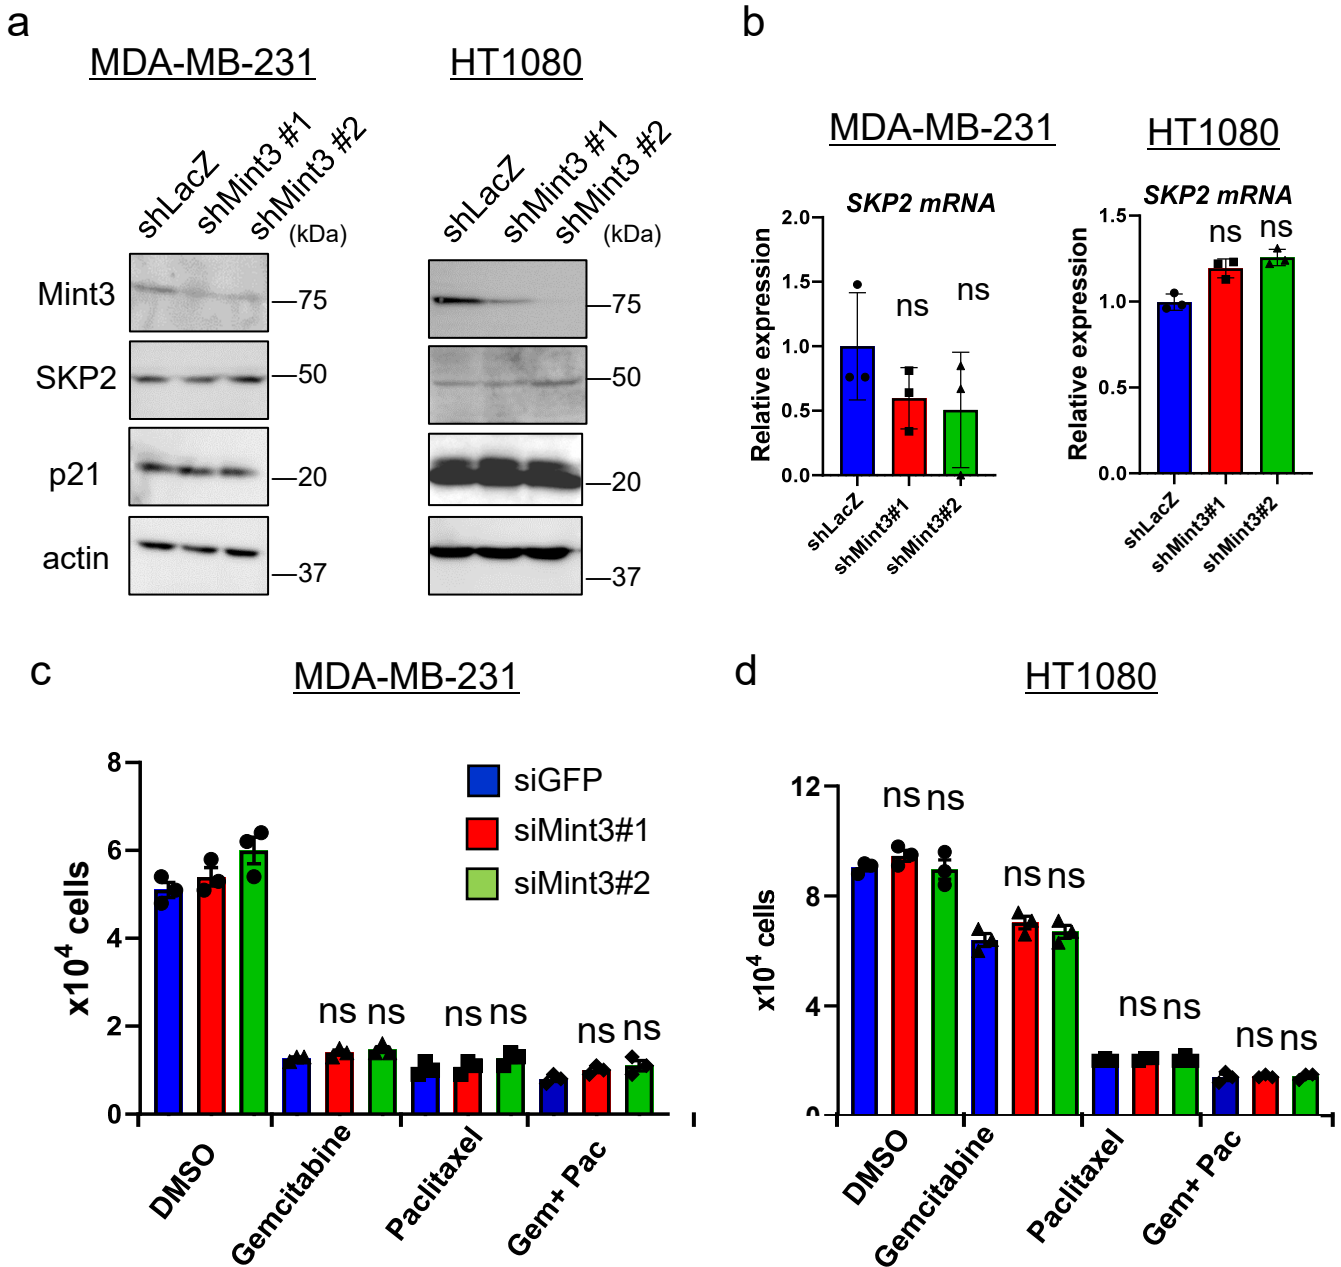 a
MDA-MB-231
HT1080
shLacZ
shMint3 #1
shMint3 #2
(kDa)
shLacZ
shMint3 #1
shMint3 #2
(kDa)
Mint3
75
75
SKP2
50
50
p21
20
20
actin
37
37
b
MDA-MB-231
HT1080
SKP2 mRNA
Relative expression
2.0
1.5
1.0
0.5
0.0
ns
ns
shLacZ
shMint3#1
shMint3#2
SKP2 mRNA
Relative expression
1.5
1.0
0.5
0.0
ns
ns
shLacZ
shMint3#1
shMint3#2
c
MDA-MB-231
x10⁴ cells
8
6
4
2
0
siGFP
siMint3#1
siMint3#2
ns ns
ns ns
ns ns
DMSO
Gemcitabine
Paclitaxel
Gem+ Pac
d
HT1080
x10⁴ cells
12
8
4
0
ns ns
ns ns
ns ns
ns ns
DMSO
Gemcitabine
Paclitaxel
Gem+ Pac